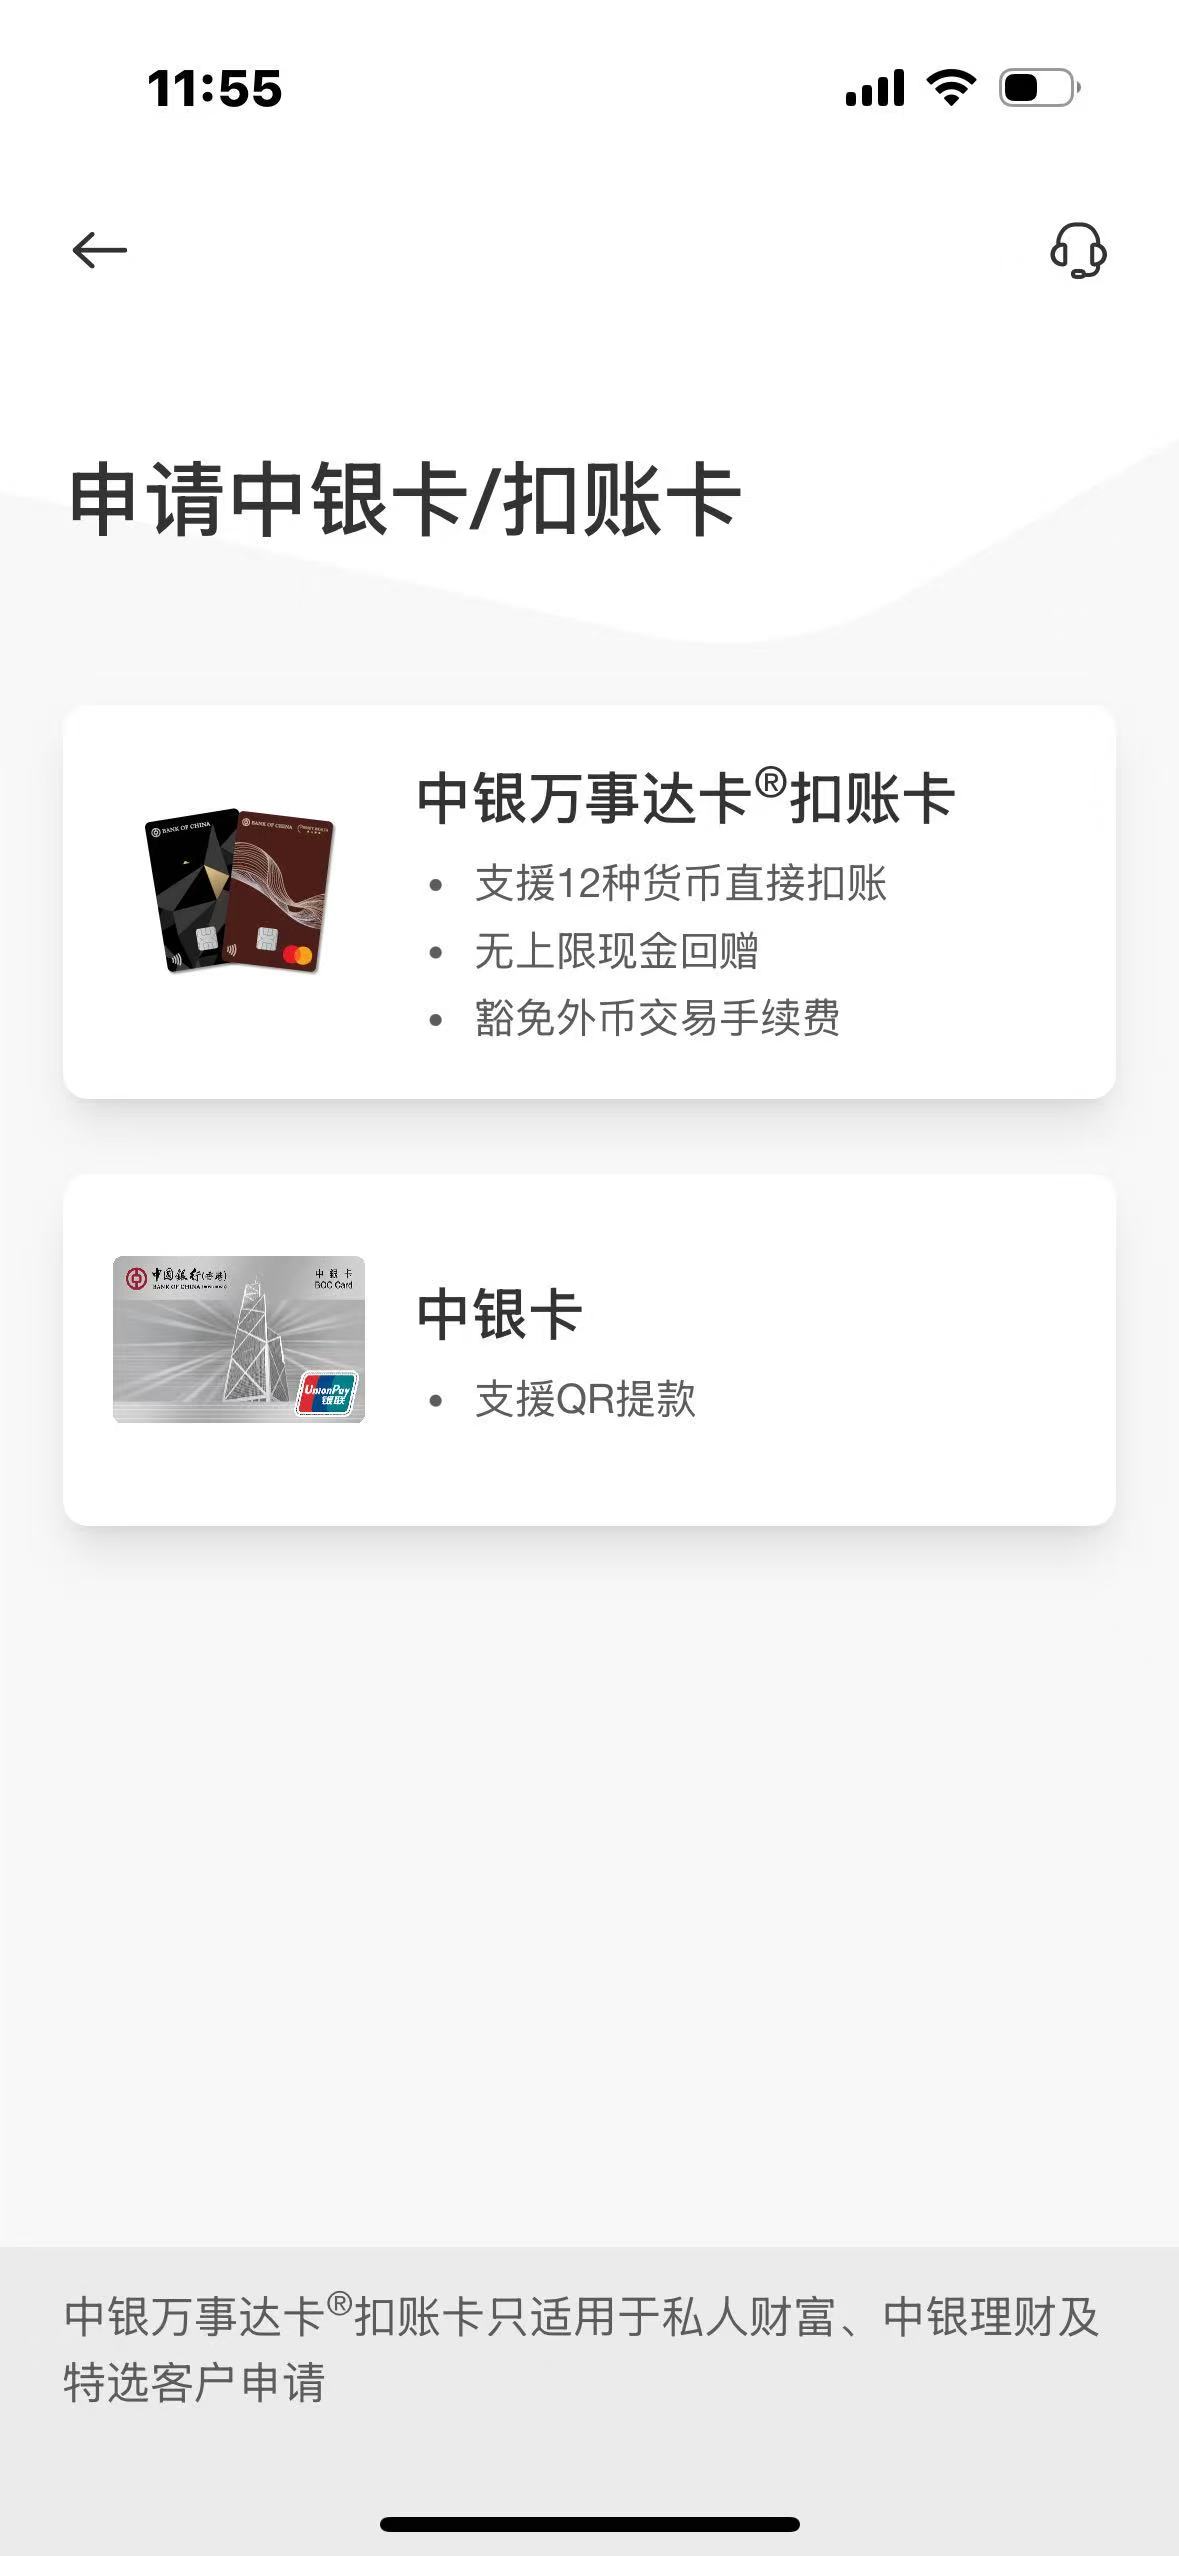 11:55
申请中银卡/扣账卡
中银万事达卡®扣账卡
BANK OF CHINA
BANK OF CHINA
• 支援12种货币直接扣账
• 无上限现金回赠
• 豁免外币交易手续费
中国银行(香港)
BANK OF CHINA
中银卡
BOC Card
UnionPay
银联
中银卡
• 支援QR提款
中银万事达卡®扣账卡只适用于私人财富、中银理财及
特选客户申请